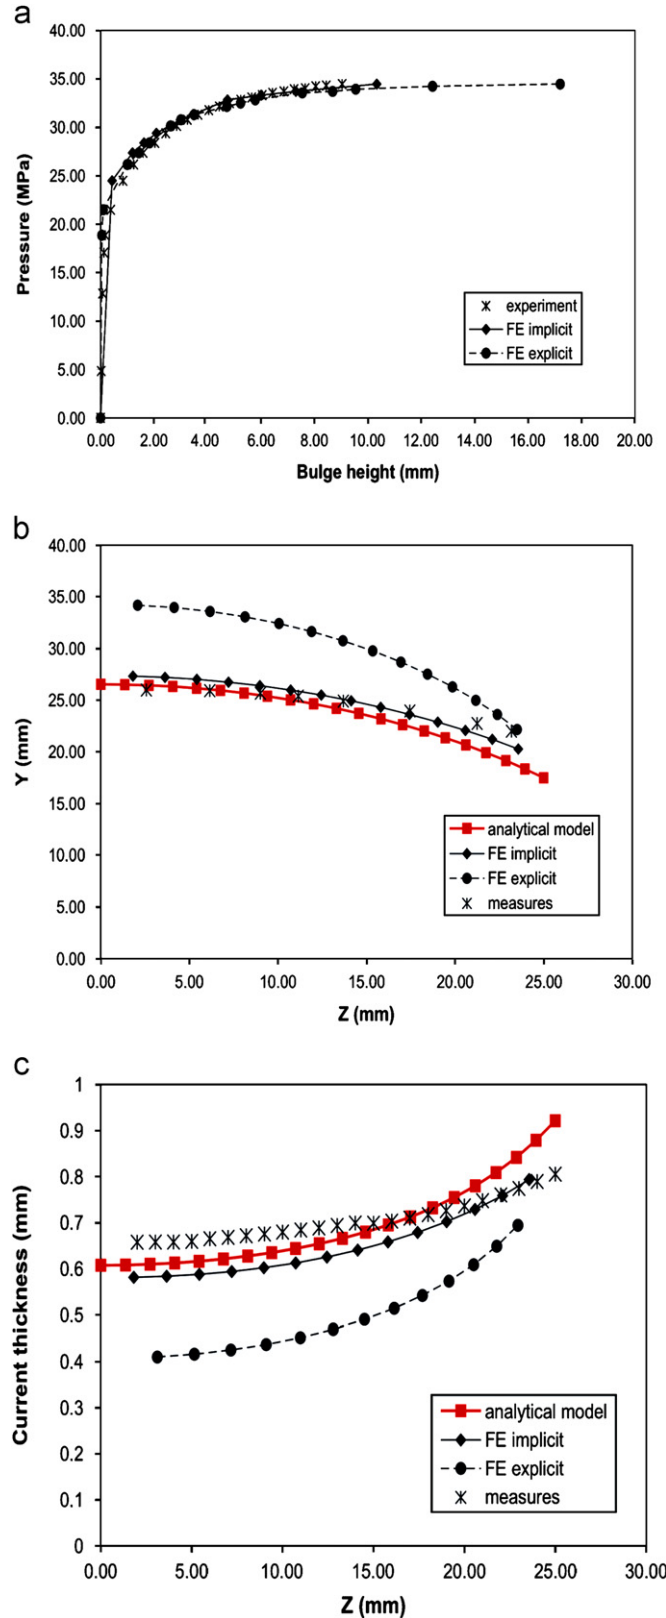 a
40.00
35.00
30.00
25.00
20.00
15.00
10.00
5.00
0.00
Pressure (MPa)
experiment
FE implicit
FE explicit
0.00 2.00 4.00 6.00 8.00 10.00 12.00 14.00 16.00 18.00 20.00
Bulge height (mm)
b
40.00
35.00
30.00
25.00
20.00
15.00
10.00
5.00
0.00
Y (mm)
analytical model
FE implicit
FE explicit
measures
0.00 5.00 10.00 15.00 20.00 25.00 30.00
Z (mm)
c
1
0.9
0.8
0.7
0.6
0.5
0.4
0.3
0.2
0.1
0
Current thickness (mm)
analytical model
FE implicit
FE explicit
measures
0.00 5.00 10.00 15.00 20.00 25.00 30.00
Z (mm)